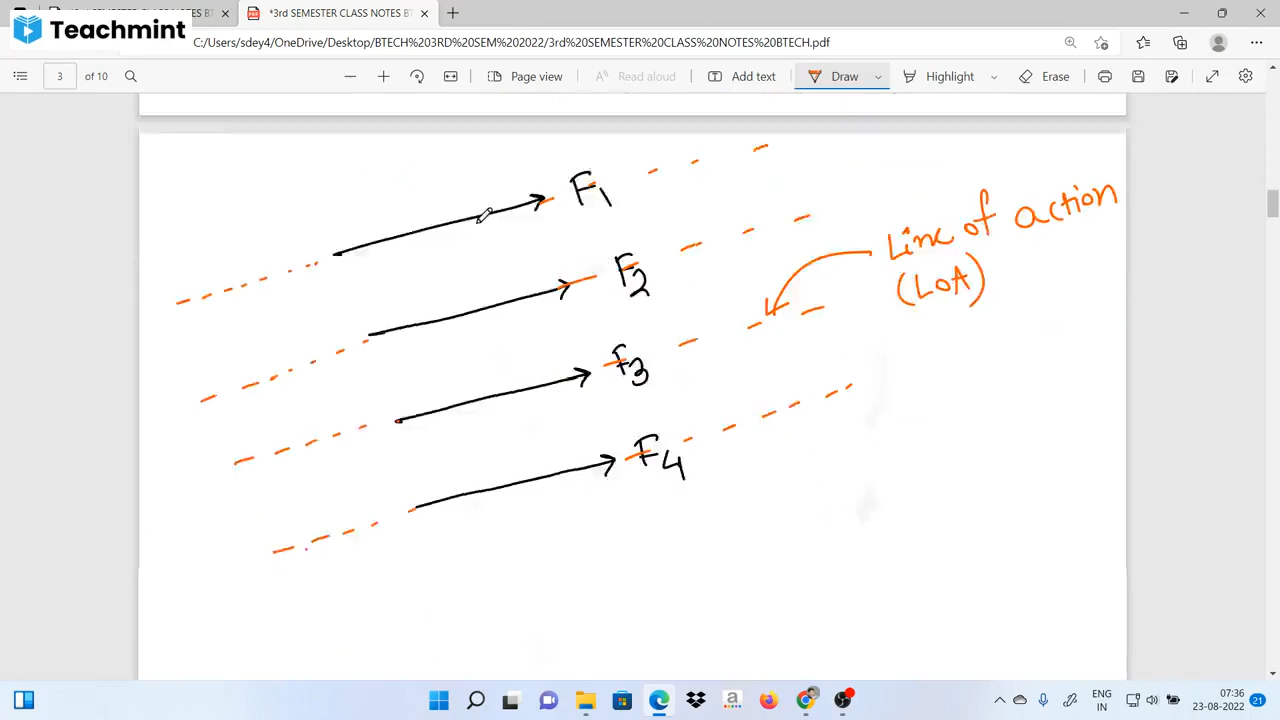 *3rd SEMESTER CLASS NOTES BT
Teachmint
C:/Users/sdey4/OneDrive/Desktop/BTECH%203RD%20SEM%202022/3rd%20SEMESTER%20CLASS%20NOTES%20BTECH.pdf
3 of 10
Page view
Read aloud
Add text
Draw
Highlight
Erase
F1
F2
Line of action
(LOA)
F3
F4
ENG
IN
07:36
23-08-2022
21